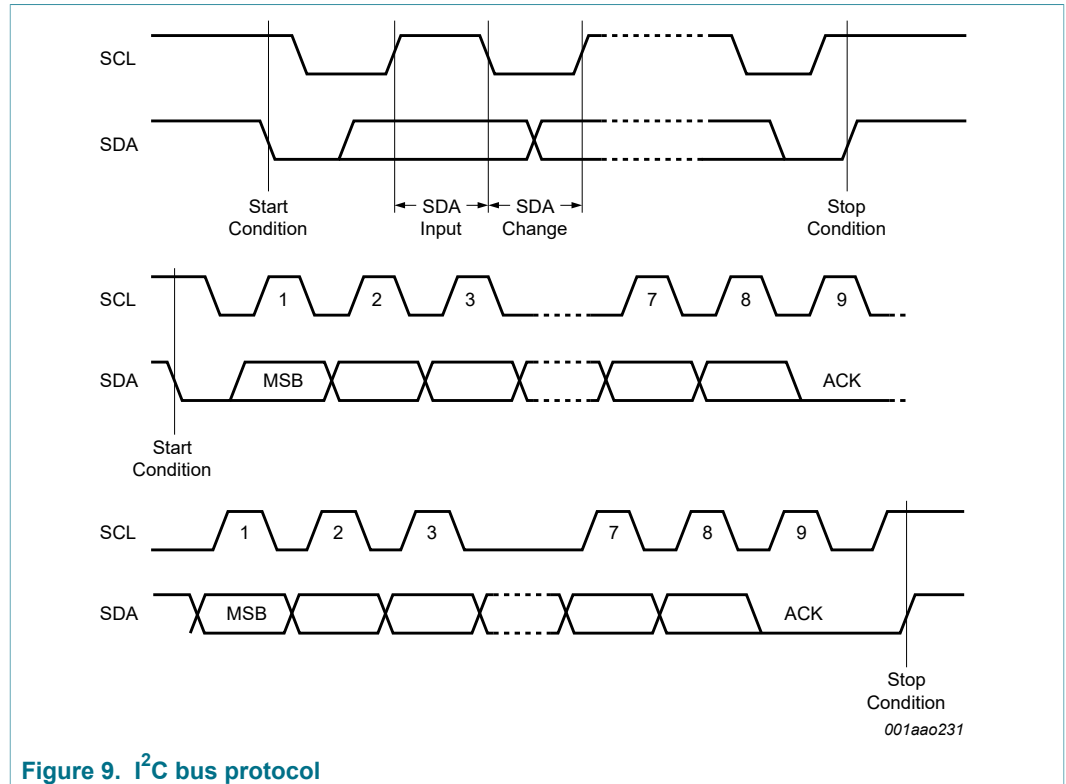 SCL
SDA
Start
Condition
SDA
Input
SDA
Change
Stop
Condition
SCL
1 2 3 7 8 9
SDA
MSB
ACK
Start
Condition
SCL
1 2 3 7 8 9
SDA
MSB
ACK
Stop
Condition
001aao231
Figure 9. I²C bus protocol